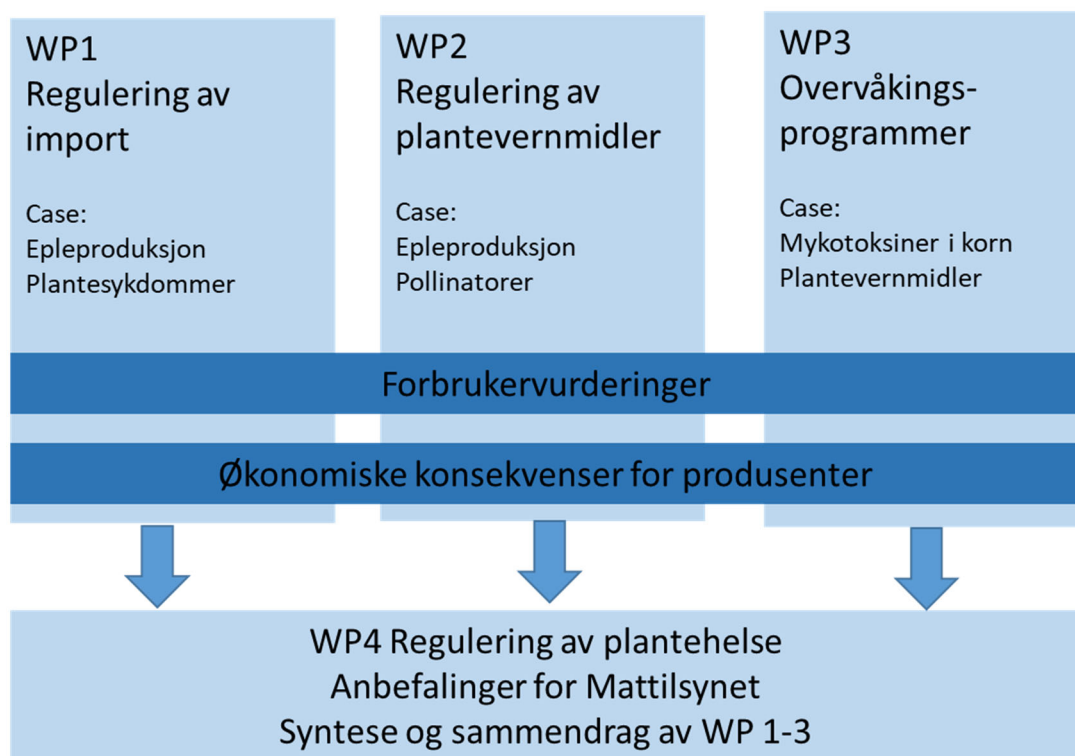 WP1
Regulering av
import
Case:
Epleproduksjon
Plantesykdommer
WP2
Regulering av
plantevernmidler
Case:
Epleproduksjon
Pollinatorer
WP3
Overvåkings-
programmer
Case:
Mykotoksiner i korn
Plantevernmidler
Forbrukervurderinger
Økonomiske konsekvenser for produsenter
WP4 Regulering av plantehelse
Anbefalinger for Mattilsynet
Syntese og sammendrag av WP 1-3